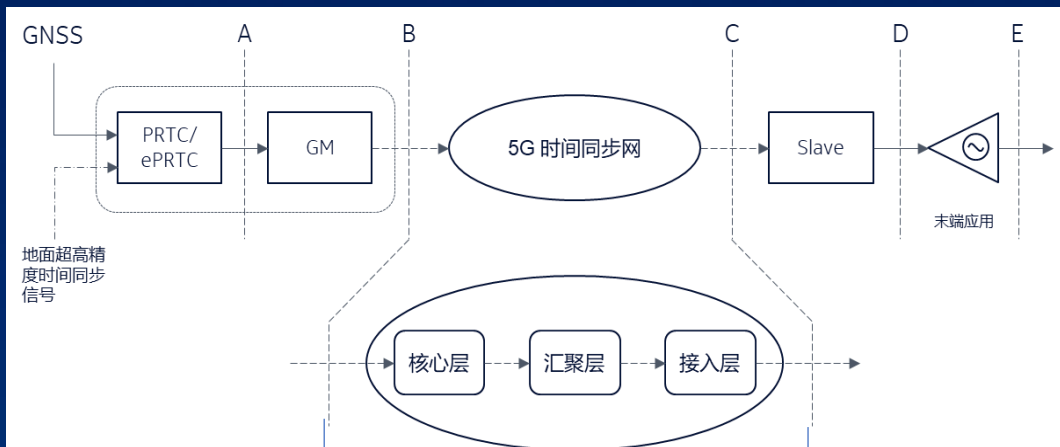 GNSS
A
B
C
D
E
PRTC/
ePRTC
GM
5G 时间同步网
Slave
末端应用
地面超高精
度时间同步
信号
核心层
汇聚层
接入层